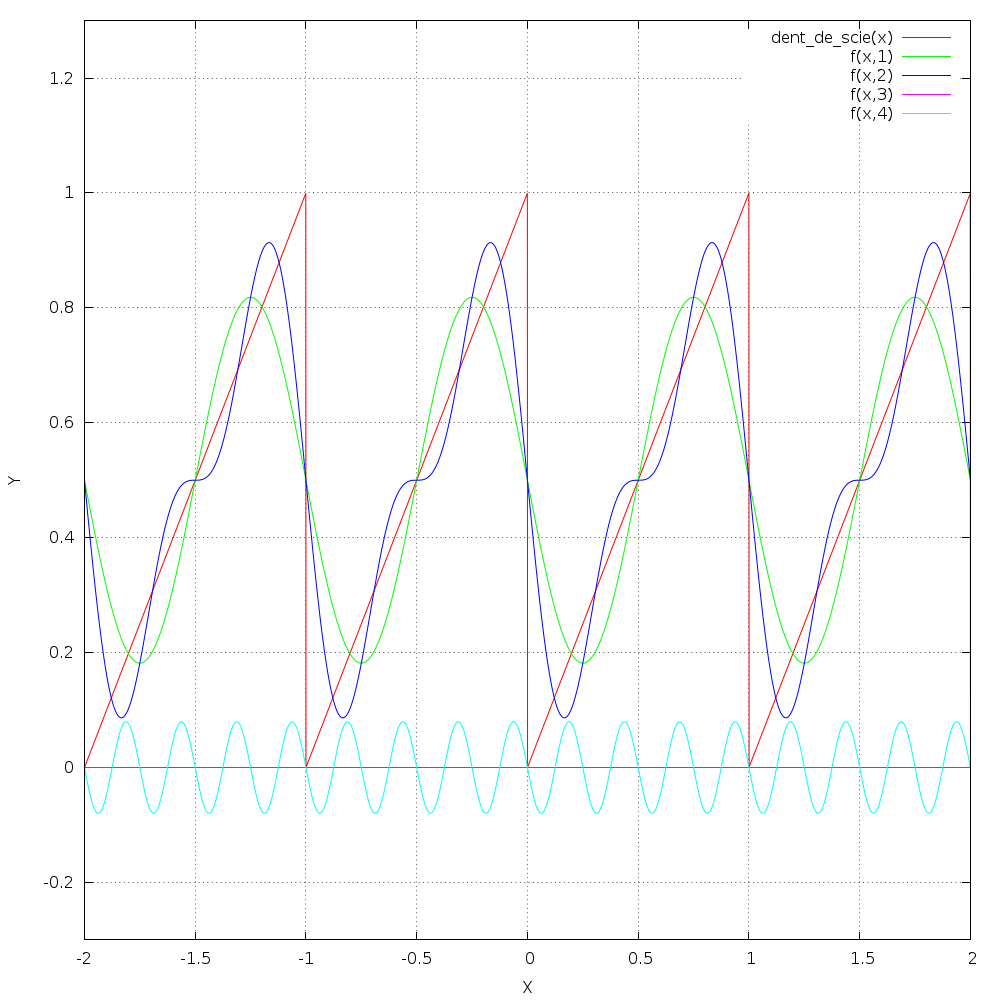 dent_de_scie(x)
f(x,1)
f(x,2)
f(x,3)
f(x,4)
1.2
1
0.8
0.6
0.4
0.2
0
-0.2
Y
-2 -1.5 -1 -0.5 0 0.5 1 1.5 2
X